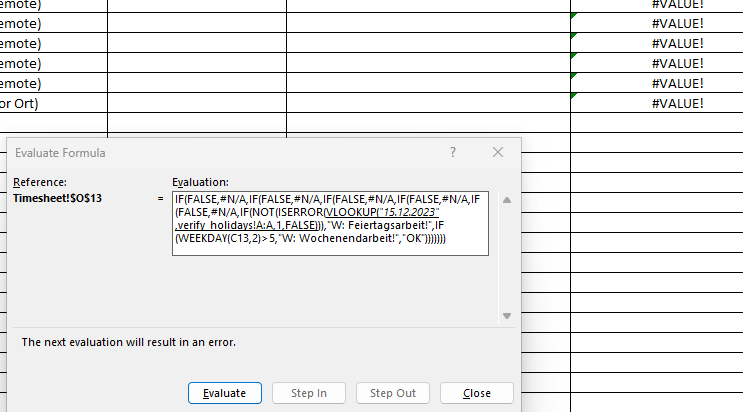 emote)
#VALUE!
emote)
#VALUE!
emote)
#VALUE!
emote)
#VALUE!
emote)
#VALUE!
or Ort)
#VALUE!
Evaluate Formula
?
Reference:
Evaluation:
Timesheet!$O$13
=
IF(FALSE,#N/A,IF(FALSE,#N/A,IF(FALSE,#N/A,IF(FALSE,#N/A,IF
(FALSE,#N/A,IF(NOT(ISERROR(VLOOKUP("15.12.2023"
,verify_holidays!A:A,1,FALSE))),"W: Feiertagsarbeit!",IF
(WEEKDAY(C13,2)>5,"W: Wochenendarbeit!","OK")))))))
The next evaluation will result in an error.
Evaluate
Step In
Step Out
Close